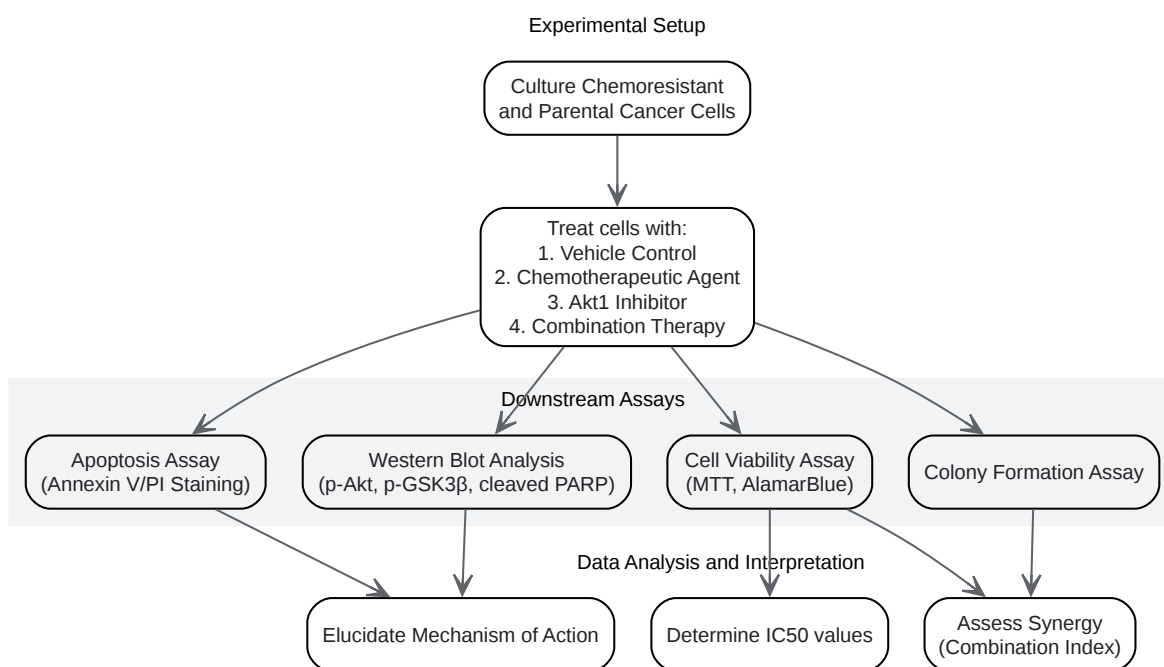 Experimental Setup
Culture Chemoresistant
and Parental Cancer Cells
Treat cells with:
1. Vehicle Control
2. Chemotherapeutic Agent
3. Akt1 Inhibitor
4. Combination Therapy
Downstream Assays
Apoptosis Assay
(Annexin V/PI Staining)
Western Blot Analysis
(p-Akt, p-GSK3β, cleaved PARP)
Cell Viability Assay
(MTT, AlamarBlue)
Colony Formation Assay
Data Analysis and Interpretation
Elucidate Mechanism of Action
Determine IC50 values
Assess Synergy
(Combination Index)